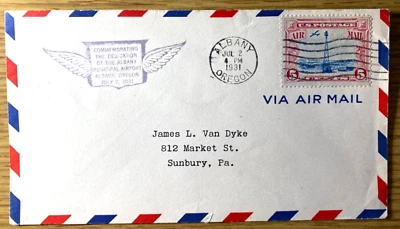 COMMEMORATING
THE DEDICATION
OF THE ALBANY
MUNICIPAL AIRPORT
ALBANY, OREGON
JULY 2, 1931
ALBANY
JUL 2
4 PM
1931
OREGON
U.S. POSTAGE
AIR MAIL
5 CENTS 5
VIA AIR MAIL
James L. Van Dyke
812 Market St.
Sunbury, Pa.